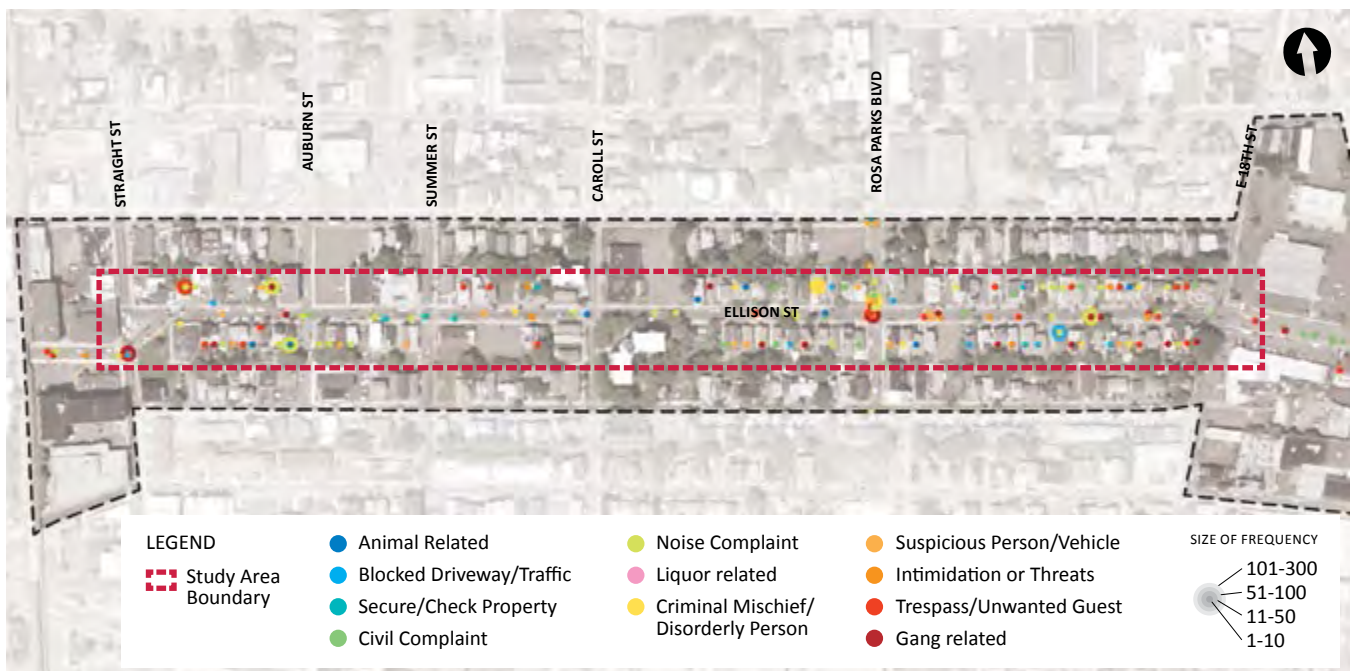 STRAIGHT ST
AUBURN ST
SUMMER ST
CAROLL ST
ROSA PARKS BLVD
E 18TH ST
ELLISON ST
LEGEND
Study Area
Boundary
Animal Related
Blocked Driveway/Traffic
Secure/Check Property
Civil Complaint
Noise Complaint
Liquor related
Criminal Mischief/
Disorderly Person
Suspicious Person/Vehicle
Intimidation or Threats
Trespass/Unwanted Guest
Gang related
SIZE OF FREQUENCY
101-300
51-100
11-50
1-10